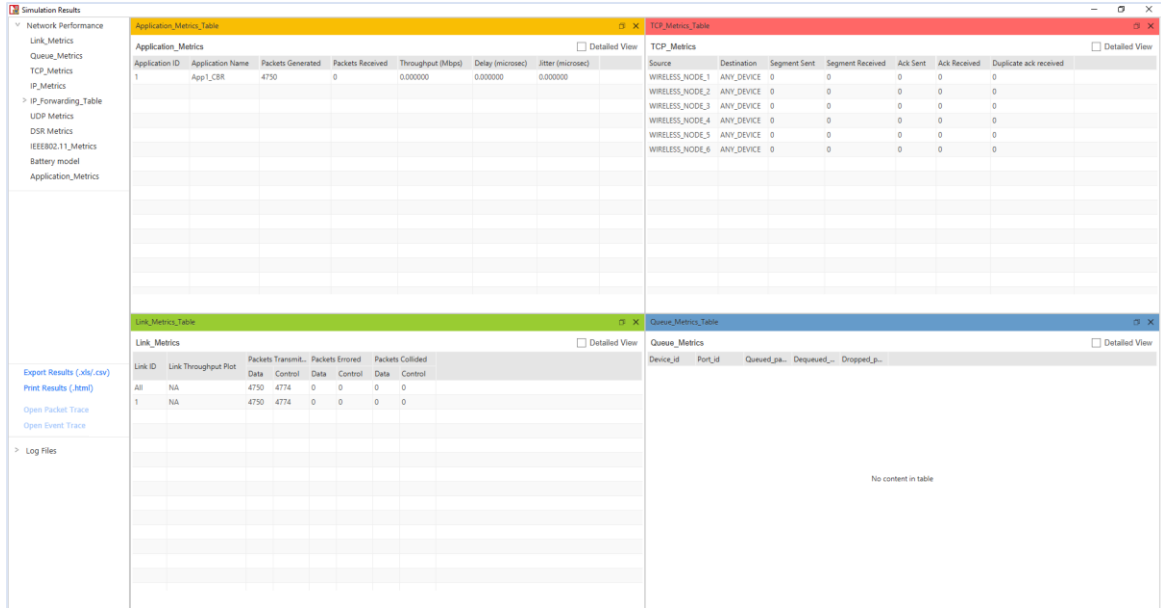 Simulation Results
Network Performance
Link_Metrics
Queue_Metrics
TCP_Metrics
IP_Metrics
IP_Forwarding_Table
UDP Metrics
DSR Metrics
IEEE802.11_Metrics
Battery model
Application_Metrics
Export Results (.xls/.csv)
Print Results (.html)
Open Packet Trace
Open Event Trace
Log Files
Application_Metrics_Table
Application_Metrics Detailed View
Application ID Application Name Packets Generated Packets Received Throughput (Mbps) Delay (microsec) Jitter (microsec)
1 App1_CBR 4750 0 0.000000 0.000000 0.000000
TCP_Metrics_Table
TCP_Metrics Detailed View
Source Destination Segment Sent Segment Received Ack Sent Ack Received Duplicate ack received
WIRELESS_NODE_1 ANY_DEVICE 0 0 0 0 0
WIRELESS_NODE_2 ANY_DEVICE 0 0 0 0 0
WIRELESS_NODE_3 ANY_DEVICE 0 0 0 0 0
WIRELESS_NODE_4 ANY_DEVICE 0 0 0 0 0
WIRELESS_NODE_5 ANY_DEVICE 0 0 0 0 0
WIRELESS_NODE_6 ANY_DEVICE 0 0 0 0 0
Link_Metrics_Table
Link_Metrics Detailed View
Link ID Link Throughput Plot Packets Transmit... Packets Errored Packets Collided
Data Control Data Control Data Control
All NA 4750 4774 0 0 0 0
1 NA 4750 4774 0 0 0 0
Queue_Metrics_Table
Queue_Metrics Detailed View
Device_id Port_id Queued_pa... Dequeued_... Dropped_p...
No content in table